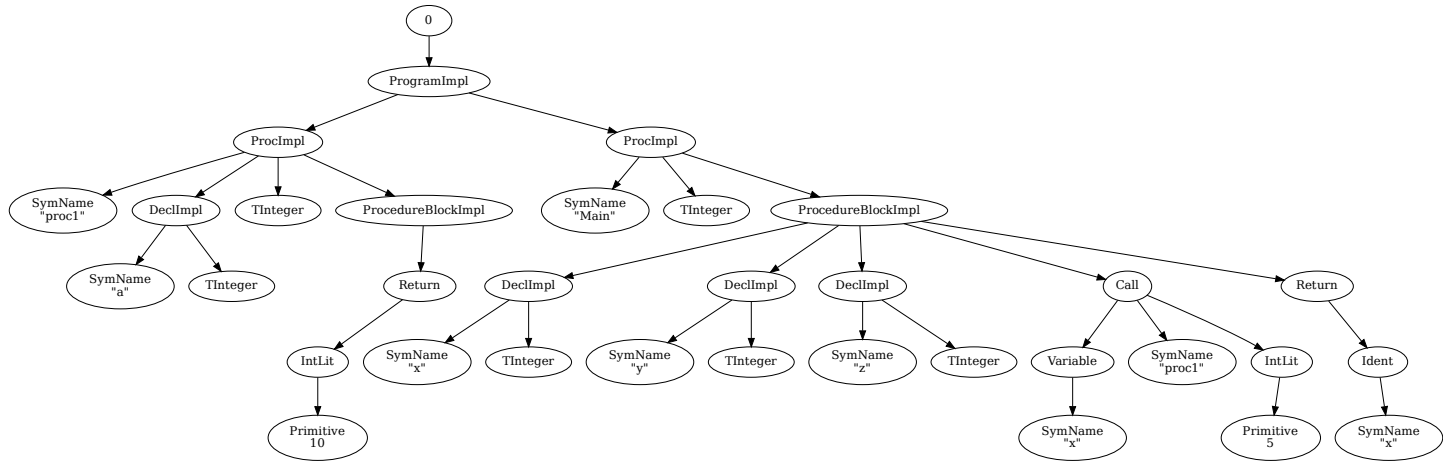 0
ProgramImpl
ProcImpl
ProcImpl
SymName
"proc1"
DeclImpl
TInteger
ProcedureBlockImpl
SymName
"Main"
TInteger
ProcedureBlockImpl
SymName
"a"
TInteger
Return
DeclImpl
DeclImpl
DeclImpl
Call
Return
IntLit
SymName
"x"
TInteger
SymName
"y"
TInteger
SymName
"z"
TInteger
Variable
SymName
"proc1"
IntLit
Ident
Primitive
10
SymName
"x"
Primitive
5
SymName
"x"